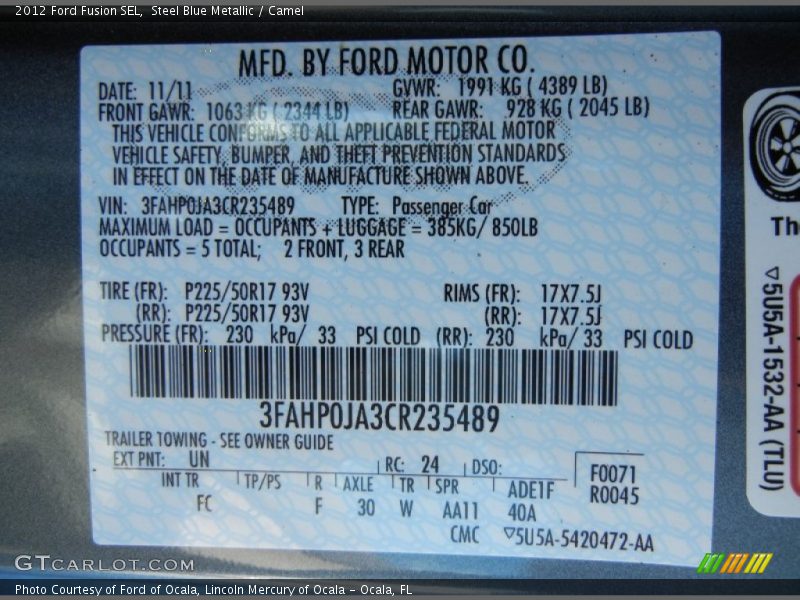 2012 Ford Fusion SEL,  Steel Blue Metallic / Camel
MFD. BY FORD MOTOR CO.
DATE: 11/11 GVWR: 1991 KG ( 4389 LB)
FRONT GAWR: 1063 KG ( 2344 LB) REAR GAWR: 928 KG ( 2045 LB)
THIS VEHICLE CONFORMS TO ALL APPLICABLE FEDERAL MOTOR
VEHICLE SAFETY, BUMPER, AND THEFT PREVENTION STANDARDS
IN EFFECT ON THE DATE OF MANUFACTURE SHOWN ABOVE.
VIN: 3FAHP0JA3CR235489 TYPE: Passenger Car
MAXIMUM LOAD = OCCUPANTS + LUGGAGE = 385KG/ 850LB
OCCUPANTS = 5 TOTAL; 2 FRONT, 3 REAR
TIRE (FR): P225/50R17 93V RIMS (FR): 17X7.5J
(RR): P225/50R17 93V (RR): 17X7.5J
PRESSURE (FR): 230 kPa/ 33 PSI COLD (RR): 230 kPa/ 33 PSI COLD
3FAHP0JA3CR235489
TRAILER TOWING - SEE OWNER GUIDE
EXT PNT: UN RC: 24 DSO: F0071
INT TR TP/PS R AXLE TR SPR ADE1F R0045
FC F 30 W AA11 40A
CMC ▽5U5A-5420472-AA
Th
▽5U5A-1532-AA (TLU)
GTCARLOT.COM
Photo Courtesy of Ford of Ocala, Lincoln Mercury of Ocala – Ocala, FL